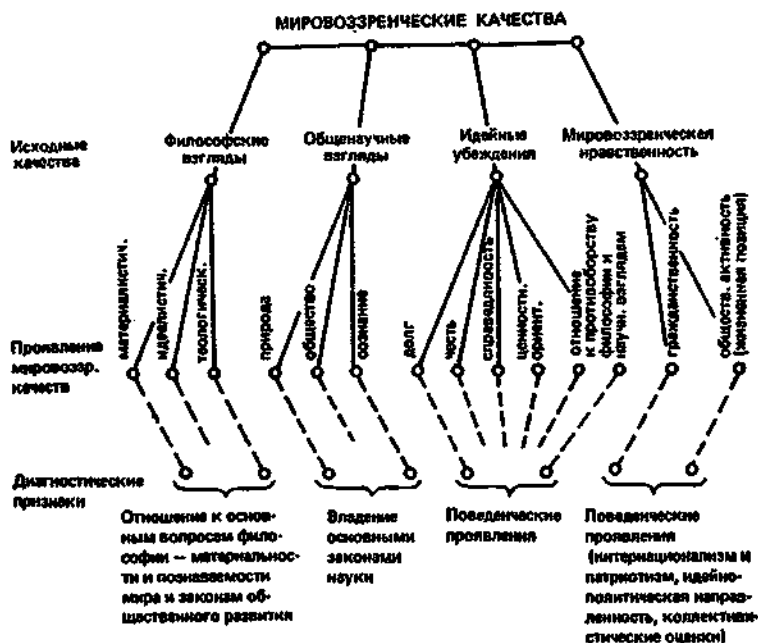 МИРОВОЗЗРЕНЧЕСКИЕ КАЧЕСТВА
Исходные
качества
Философские
взгляды
Общенаучные
взгляды
Идейные
убеждения
Мировоззренческая
нравственность
Проявления
мировоззр.
качеств
материалистич.
идеалистич.
теологическ.
природа
общество
сознание
долг
честь
справедливость
ценностн.
ориент.
отношение
к противоборству
философии и
научн. взглядам
гражданственность
обществ. активность
(жизненная позиция)
Диагностические
признаки
Отношение к основ-
ным вопросам фило-
софии – материальнос-
ти и познаваемости
мира и законам об-
щественного развития
Владение
основными
законами
науки
Поведенческие
проявления
Поведенческие
проявления
(интернационализм и
патриотизм, идейно-
политическая направ-
ленность, коллективи-
стические оценки)